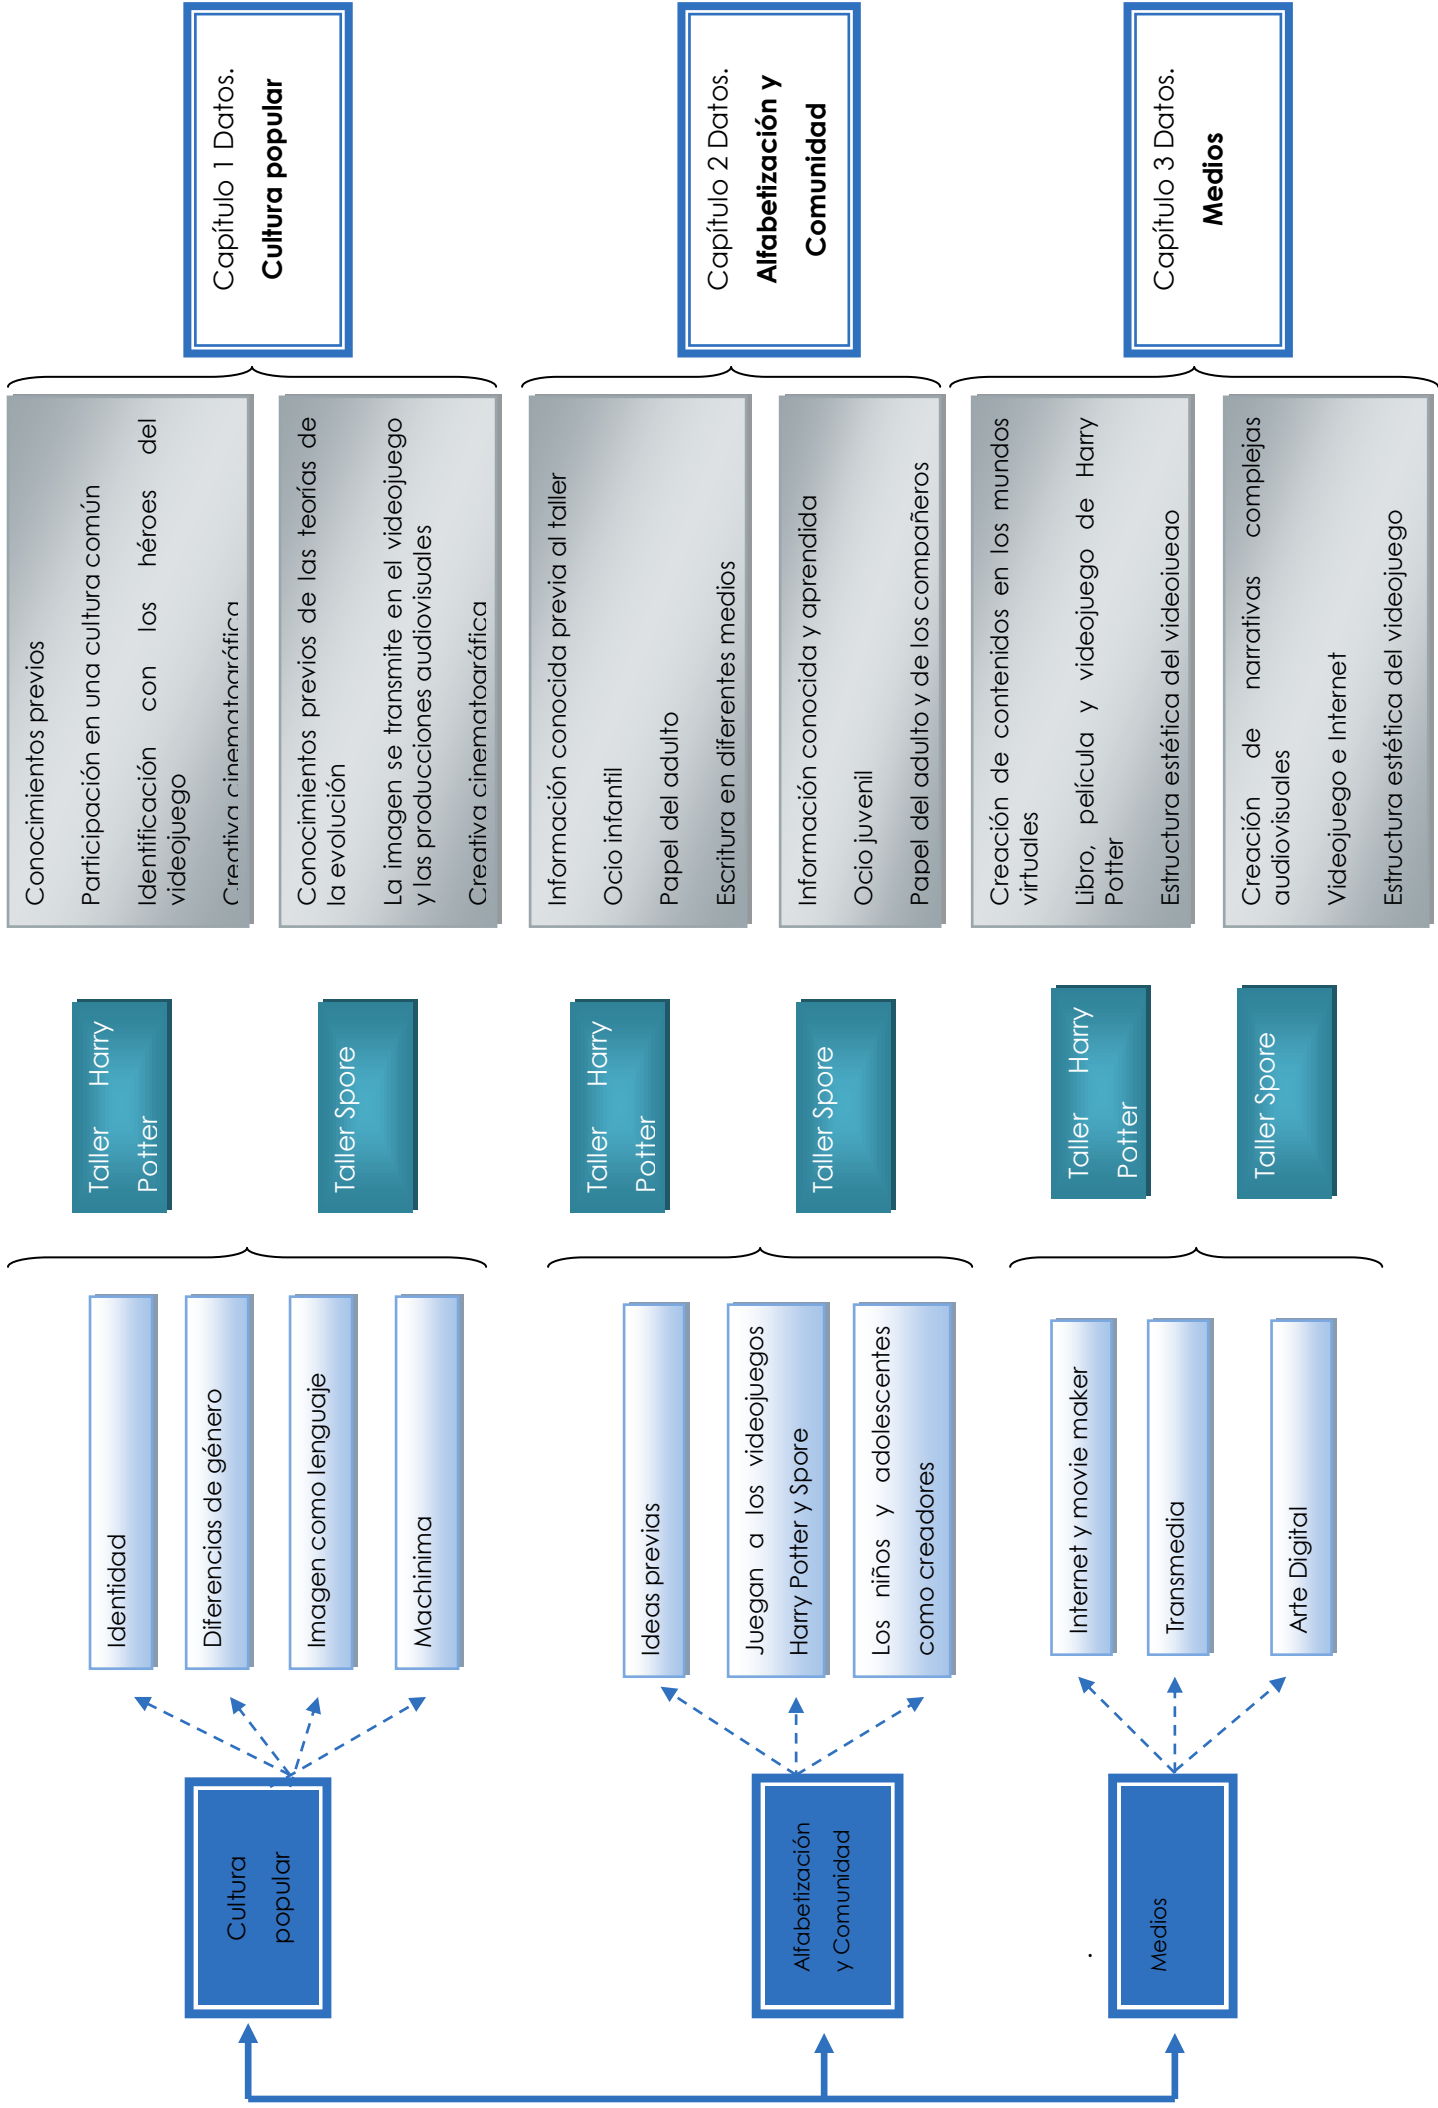 Cultura
popular
Alfabetización
y Comunidad
.
Medios
Identidad
Diferencias de género
Imagen como lenguaje
Machinima
Ideas previas
Juegan a los videojuegos
Harry Potter y Spore
Los niños y adolescentes
como creadores
Internet y movie maker
Transmedia
Arte Digital
Taller Harry
Potter
Taller Spore
Taller Harry
Potter
Taller Spore
Taller Harry
Potter
Taller Spore
Conocimientos previos
Participación en una cultura común
Identificación con los héroes del
videojuego
Creativa cinematográfica
Conocimientos previos de las teorías de
la evolución
La imagen se transmite en el videojuego
y las producciones audiovisuales
Creativa cinematográfica
Información conocida previa al taller
Ocio infantil
Papel del adulto
Escritura en diferentes medios
Información conocida y aprendida
Ocio juvenil
Papel del adulto y de los compañeros
Creación de contenidos en los mundos
virtuales
Libro, película y videojuego de Harry
Potter
Estructura estética del videojuego
Creación de narrativas complejas
audiovisuales
Videojuego e Internet
Estructura estética del videojuego
Capítulo 1 Datos.
Cultura popular
Capítulo 2 Datos.
Alfabetización y
Comunidad
Capítulo 3 Datos.
Medios